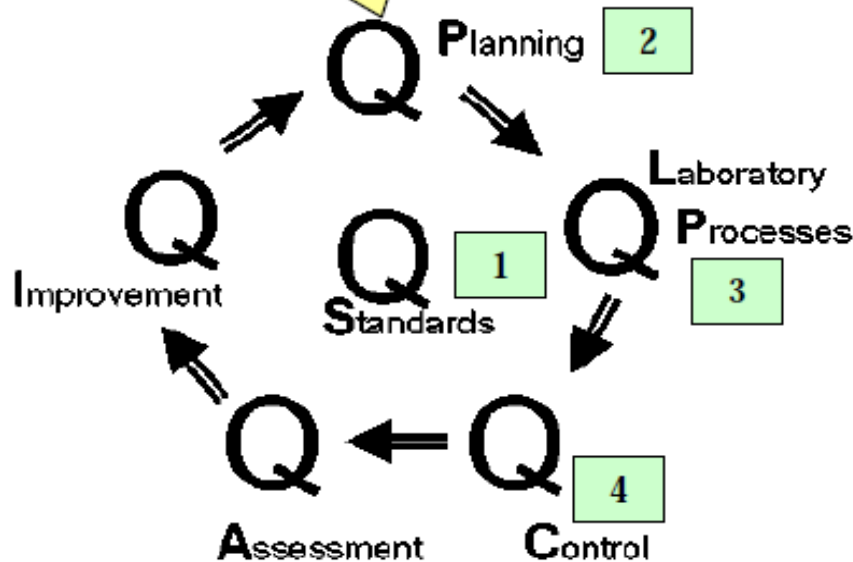 Q Planning 2
Q Laboratory
Processes
3
Q Control 4
Q Assessment
Q Improvement
Q Standards 1